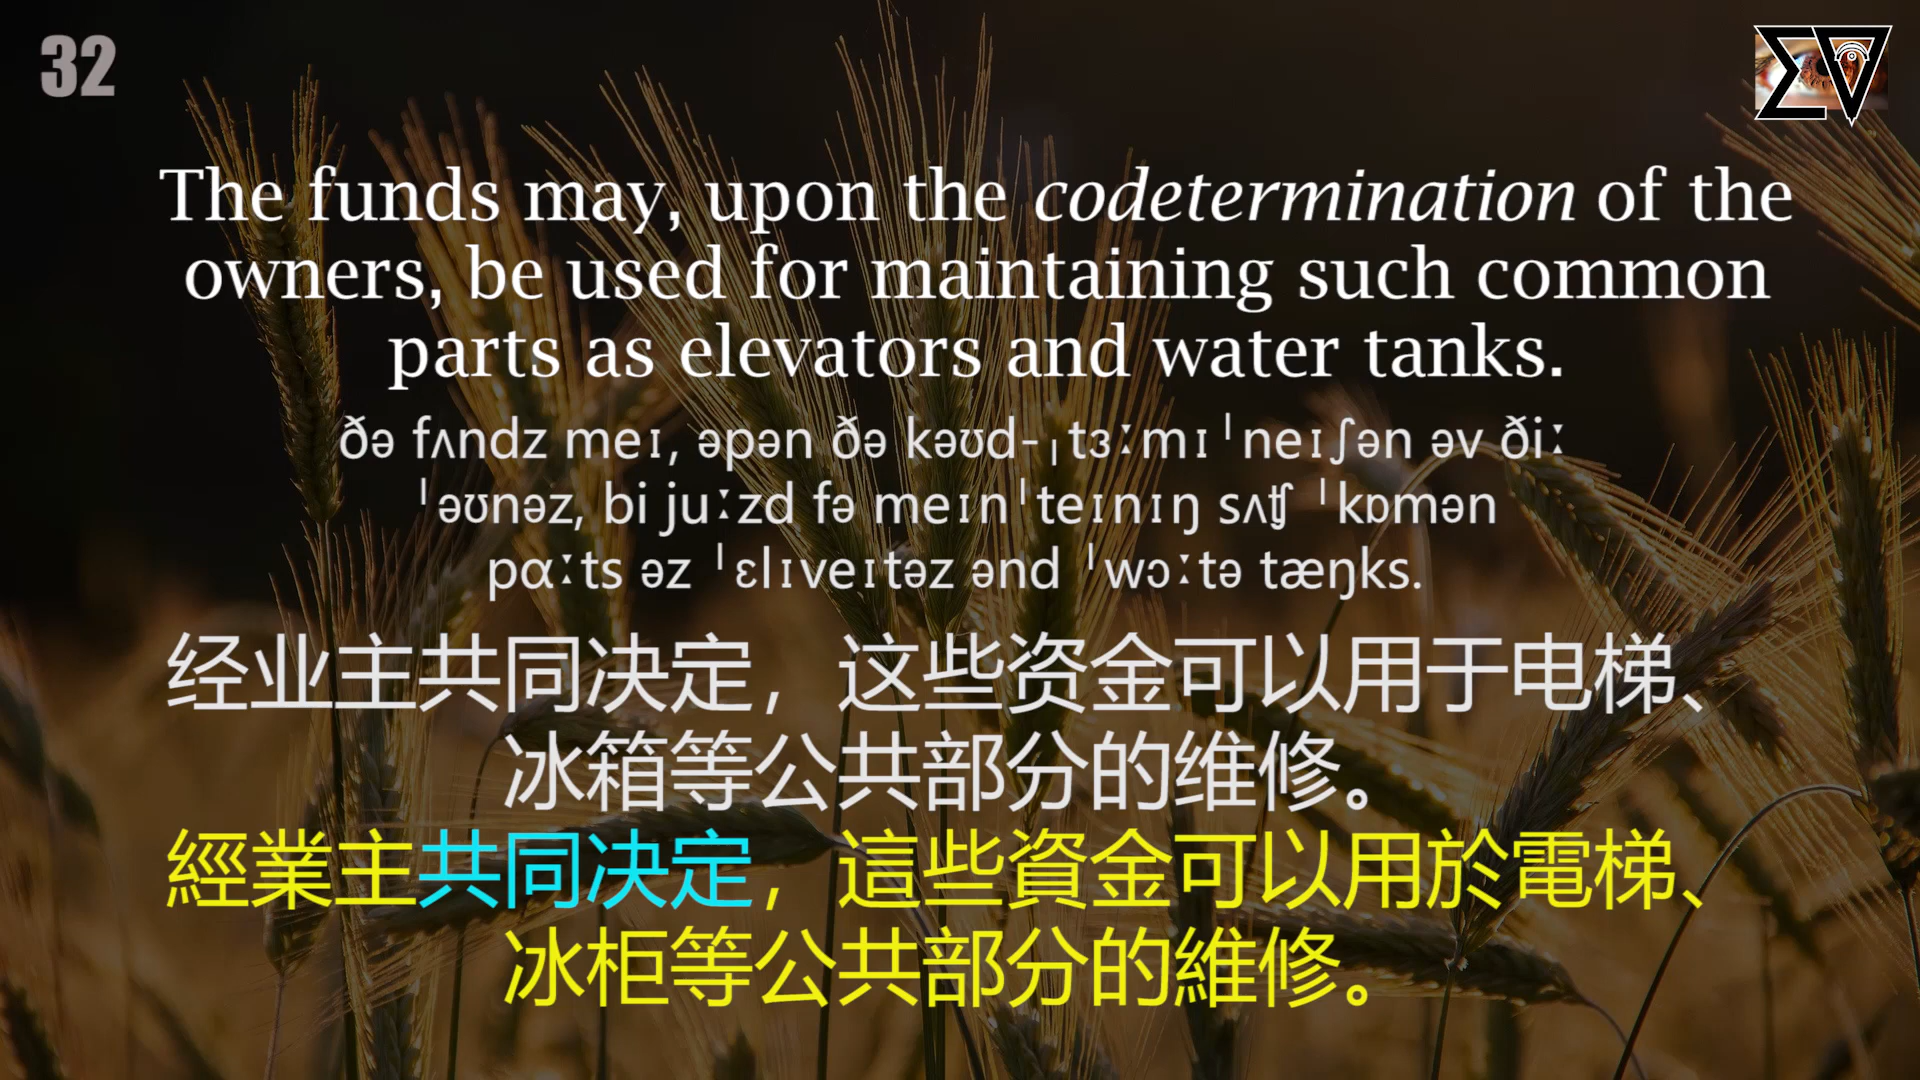 32
The funds may, upon the codetermination of the
owners, be used for maintaining such common
parts as elevators and water tanks.
ðə fʌndz meɪ, əpən ðə kəʊd-ˌtɜːmɪˈneɪʃən əv ðiː
ˈəʊnəz, bi juːzd fə meɪnˈteɪnɪŋ sʌʧ ˈkɒmən
pɑːts əz ˈɛlɪveɪtəz ənd ˈwɔːtə tæŋks.
经业主共同决定，这些资金可以用于电梯、
冰箱等公共部分的维修。
經業主共同决定，這些資金可以用於電梯、
冰柜等公共部分的維修。